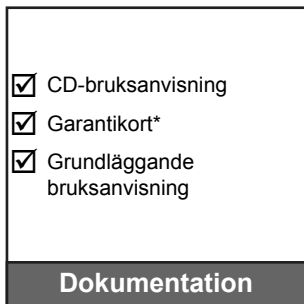 CD-bruksanvisning
Garantikort*
Grundläggande
bruksanvisning
Dokumentation